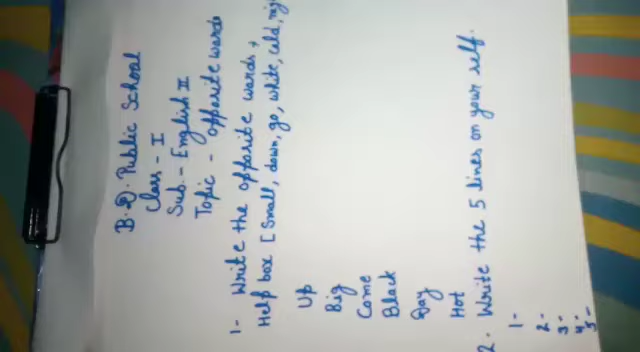 B.D. Public School
Class - I
Sub. - English II
Topic - opposite words
1- Write the opposite words,
Help box [Small, down, go, white, cold,
Up
Big
Come
Black
Day
Hot
2. Write the 5 lines on your self.
1-
2-
3-
4-
5-